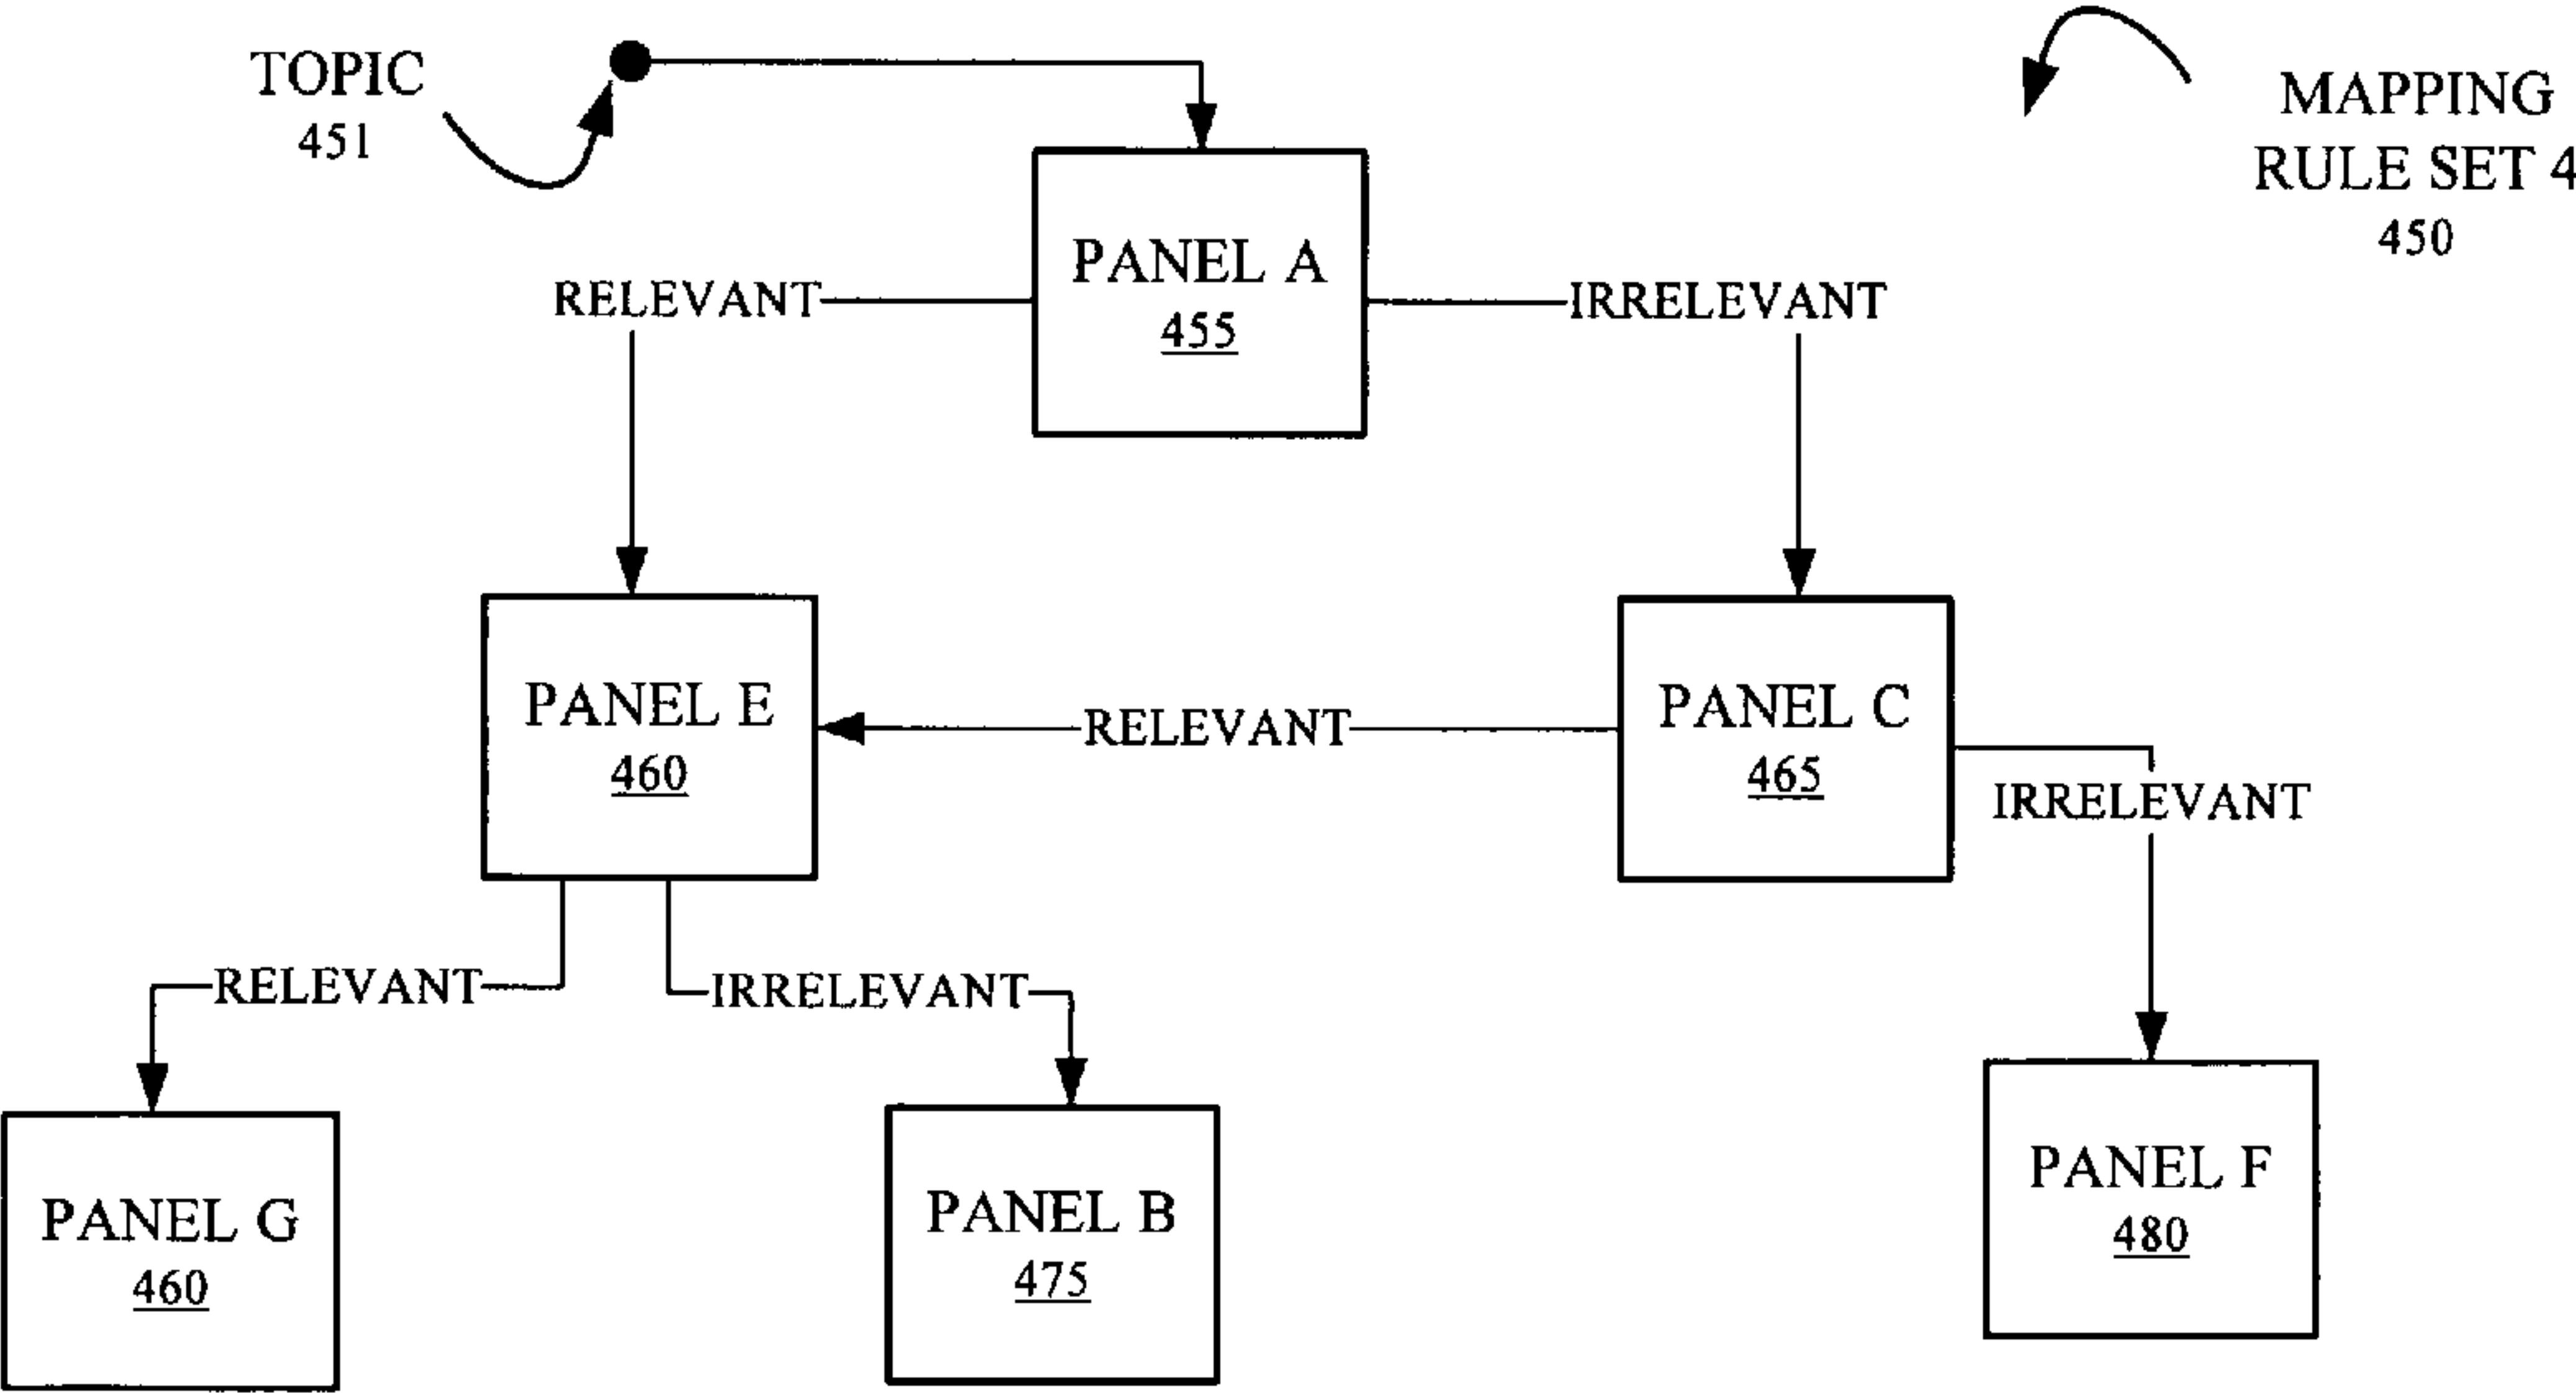 TOPIC
451
MAPPING
RULE SET 4
450
PANEL A
455
RELEVANT
IRRELEVANT
PANEL E
460
RELEVANT
PANEL C
465
IRRELEVANT
RELEVANT
IRRELEVANT
PANEL G
460
PANEL B
475
PANEL F
480